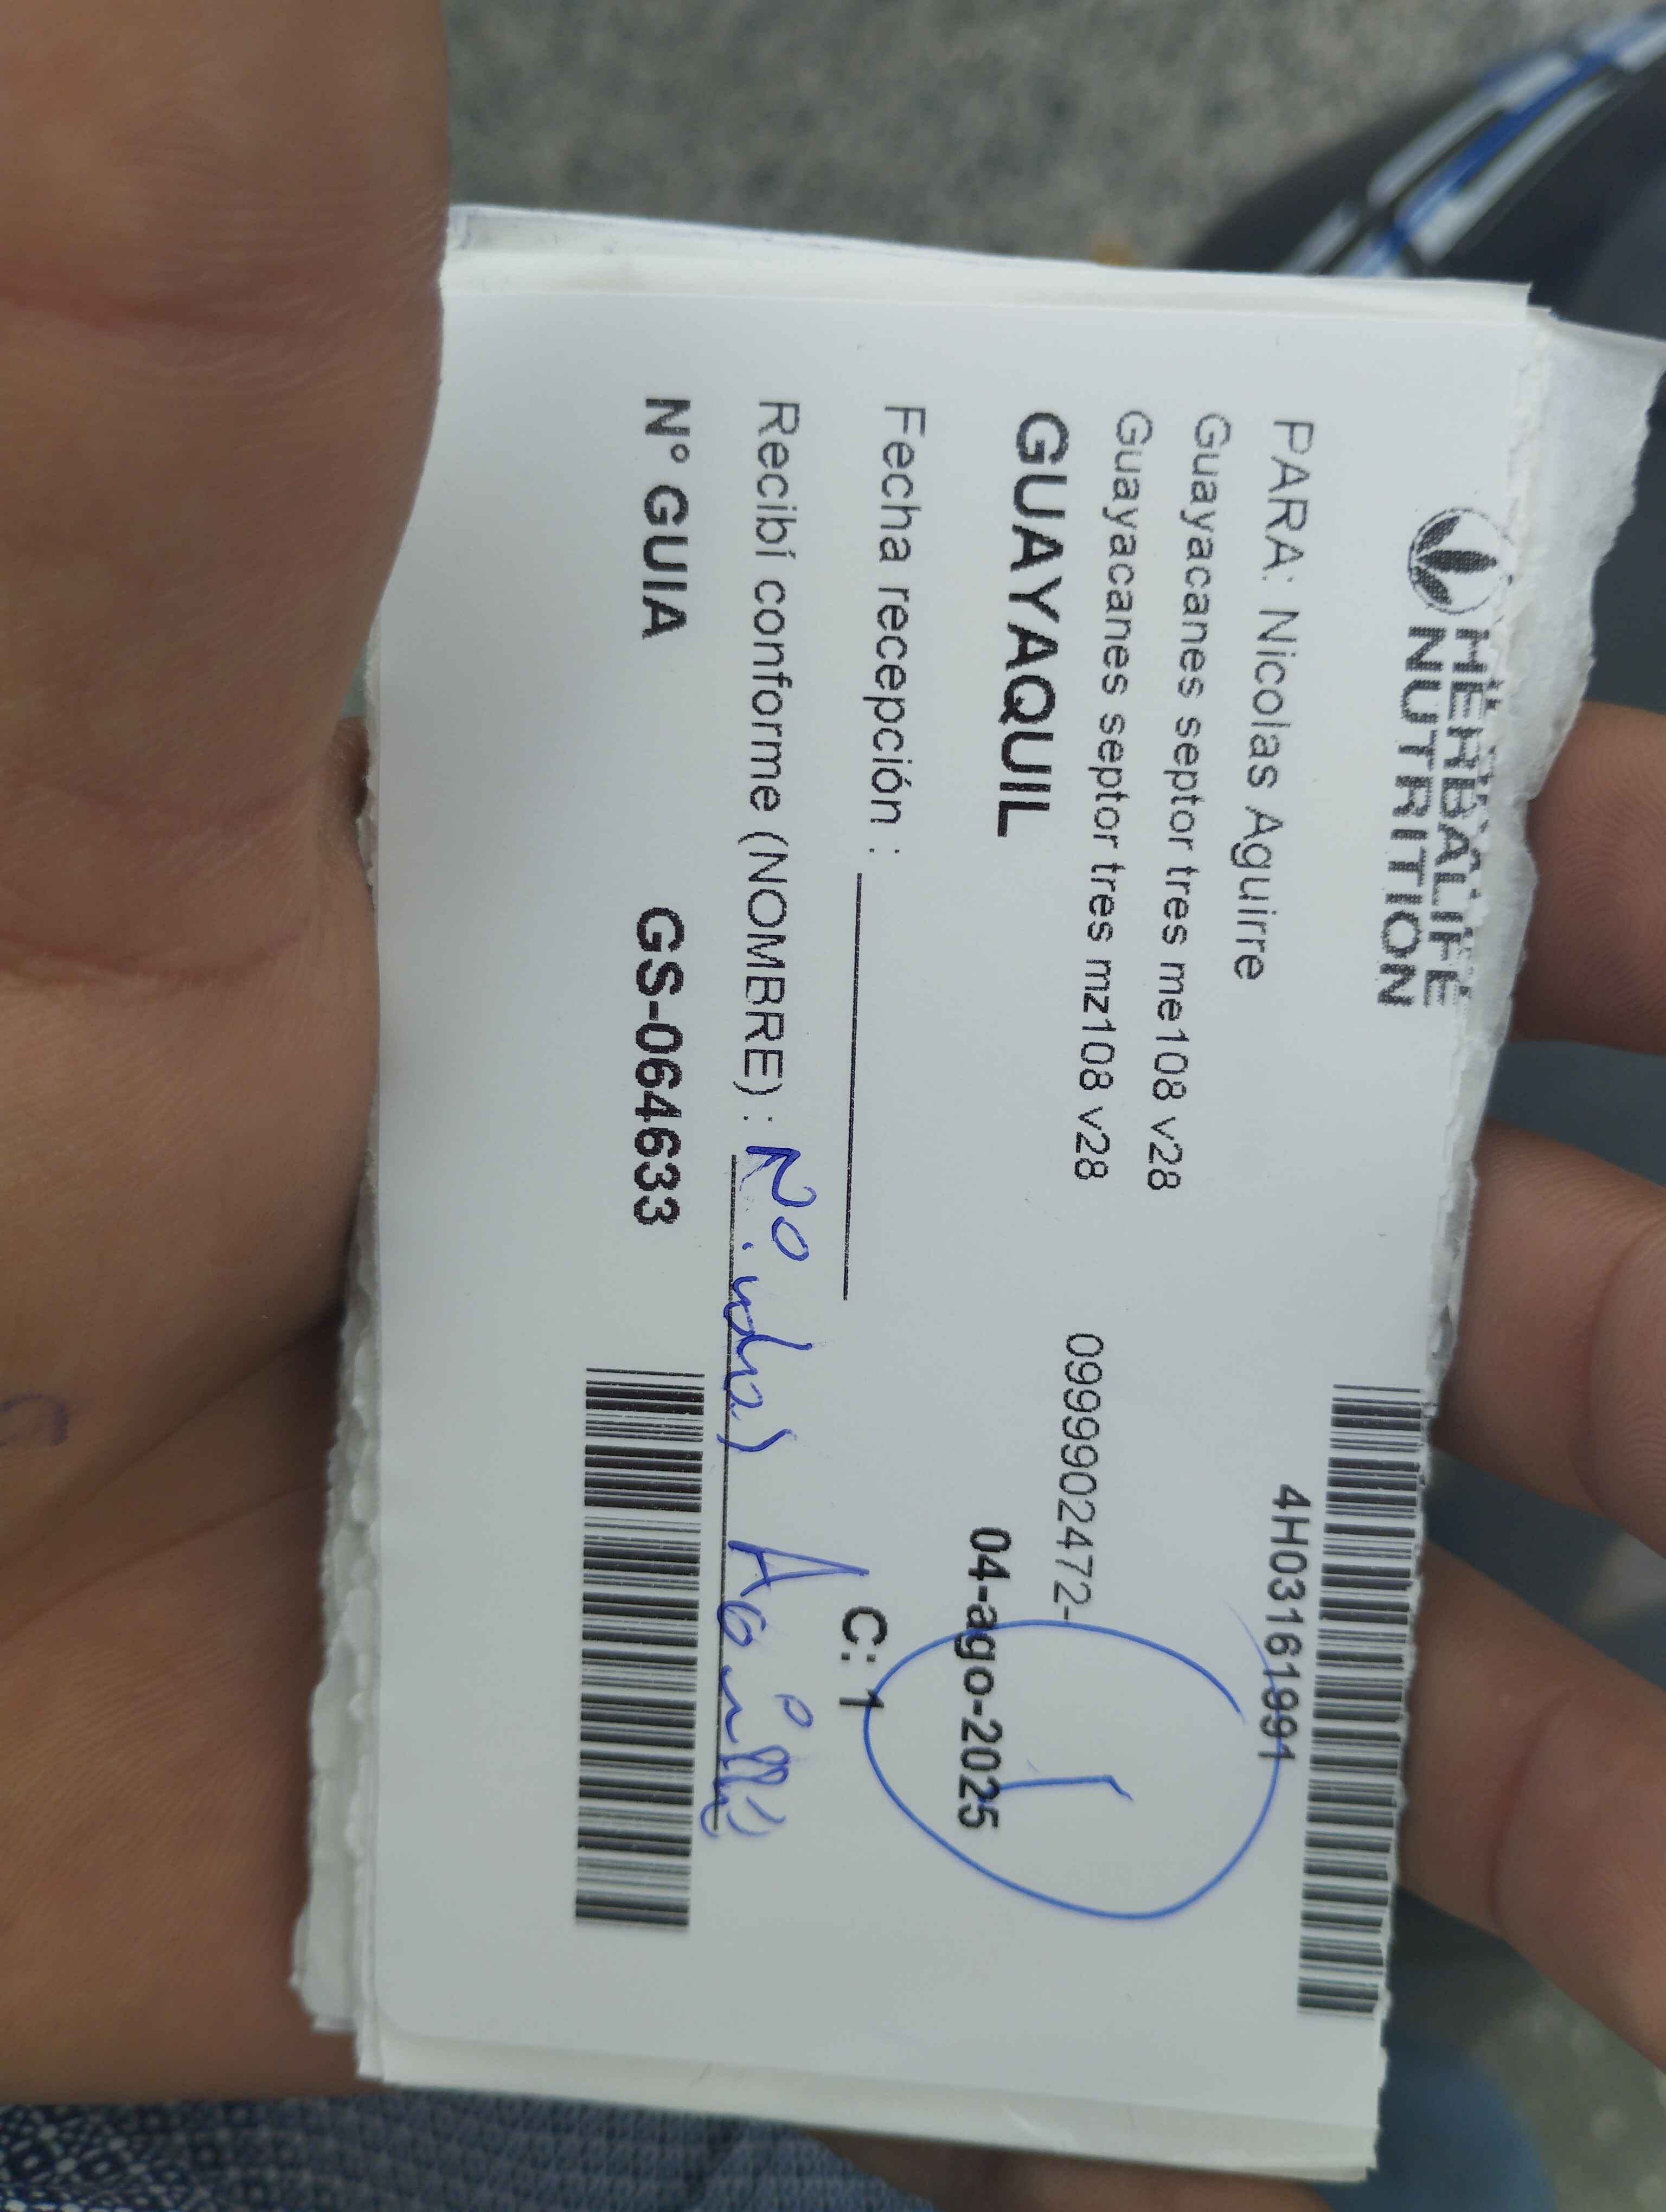 HERBALIFE
NUTRITION
4H03161991
PARA: Nicolas Aguirre
Guayacanes septor tres me108 v28
Guayacanes septor tres mz108 v28
0999902472-
GUAYAQUIL
04-ago-2025
Fecha recepción :
C: 1
Recibí conforme (NOMBRE) :
N° GUIA GS-064633